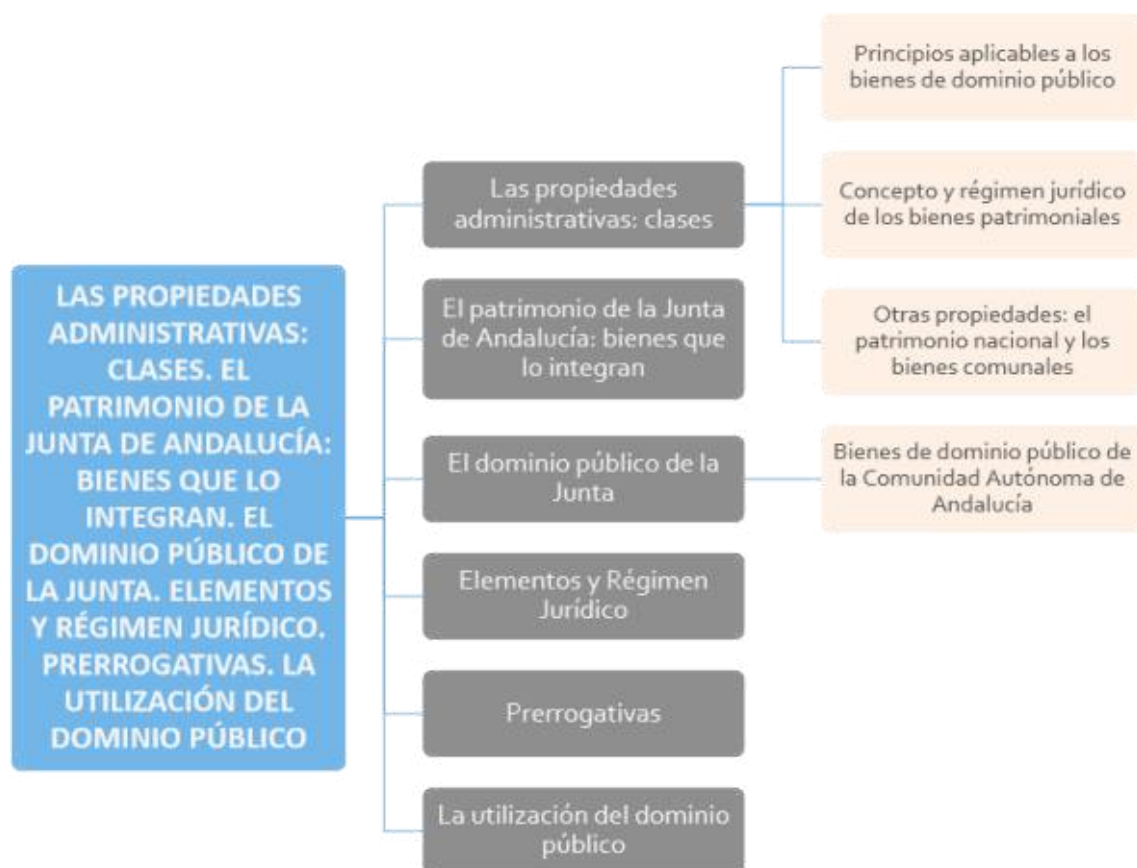 LAS PROPIEDADES
ADMINISTRATIVAS:
CLASES. EL
PATRIMONIO DE LA
JUNTA DE ANDALUCÍA:
BIENES QUE LO
INTEGRAN. EL
DOMINIO PÚBLICO DE
LA JUNTA. ELEMENTOS
Y RÉGIMEN JURÍDICO.
PRERROGATIVAS. LA
UTILIZACIÓN DEL
DOMINIO PÚBLICO
Las propiedades
administrativas: clases
El patrimonio de la Junta
de Andalucía: bienes que
lo integran
El dominio público de la
Junta
Elementos y Régimen
Jurídico
Prerrogativas
La utilización del dominio
público
Principios aplicables a los
bienes de dominio público
Concepto y régimen jurídico
de los bienes patrimoniales
Otras propiedades: el
patrimonio nacional y los
bienes comunales
Bienes de dominio público de
la Comunidad Autónoma de
Andalucía